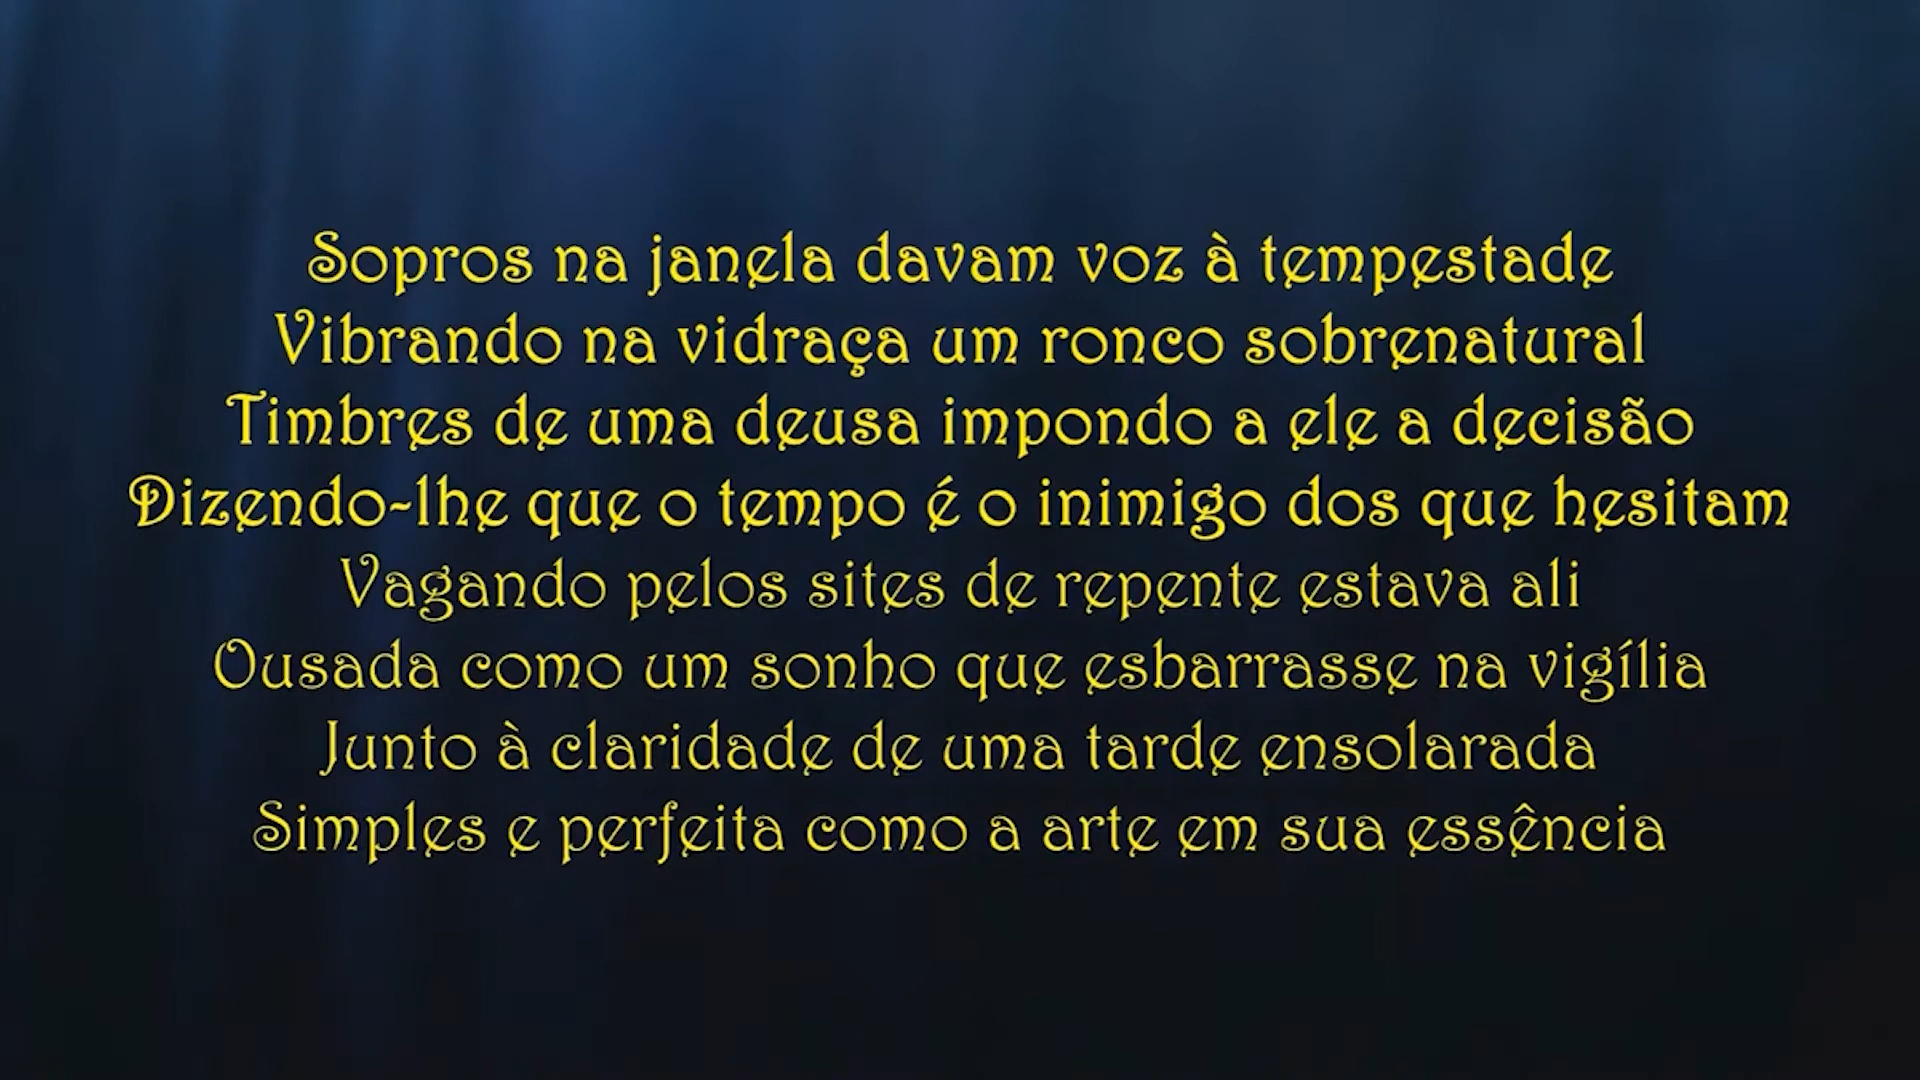 Sopros na janela davam voz à tempestade
Vibrando na vidraça um ronco sobrenatural
Timbres de uma deusa impondo a ele a decisão
Dizendo-lhe que o tempo é o inimigo dos que hesitam
Vagando pelos sites de repente estava ali
Ousada como um sonho que esbarrasse na vigília
Junto à claridade de uma tarde ensolarada
Simples e perfeita como a arte em sua essência